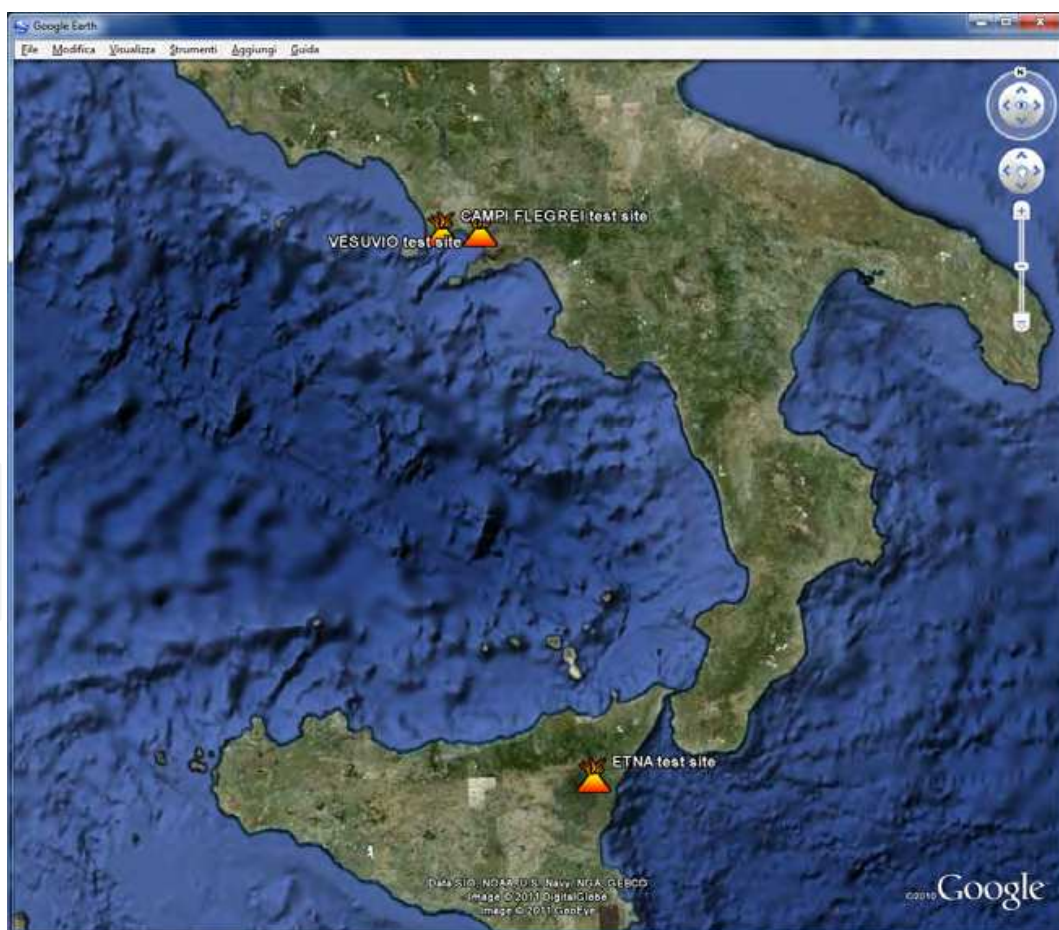 Google Earth
File Modifica Visualizza Strumenti Aggiungi Guida
N
CAMPI FLEGREI test site
VESUVIO test site
ETNA test site
Data SIO, NOAA, U.S. Navy, NGA, GEBCO
Image © 2011 DigitalGlobe
Image © 2011 GeoEye
©2010 Google